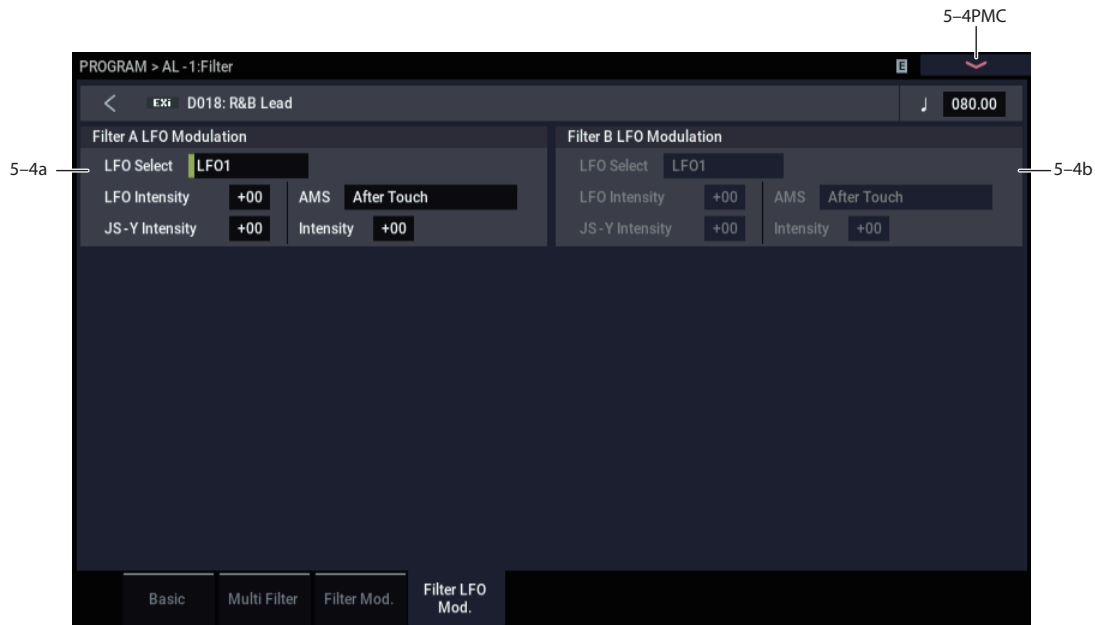 5–4PMC
PROGRAM > AL-1:Filter E
EXi D018: R&B Lead ♩ 080.00
Filter A LFO Modulation
LFO Select LFO1
LFO Intensity +00 AMS After Touch
JS-Y Intensity +00 Intensity +00
Filter B LFO Modulation
LFO Select LFO1
LFO Intensity +00 AMS After Touch
JS-Y Intensity +00 Intensity +00
5–4a
5–4b
Basic
Multi Filter
Filter Mod.
Filter LFO
Mod.